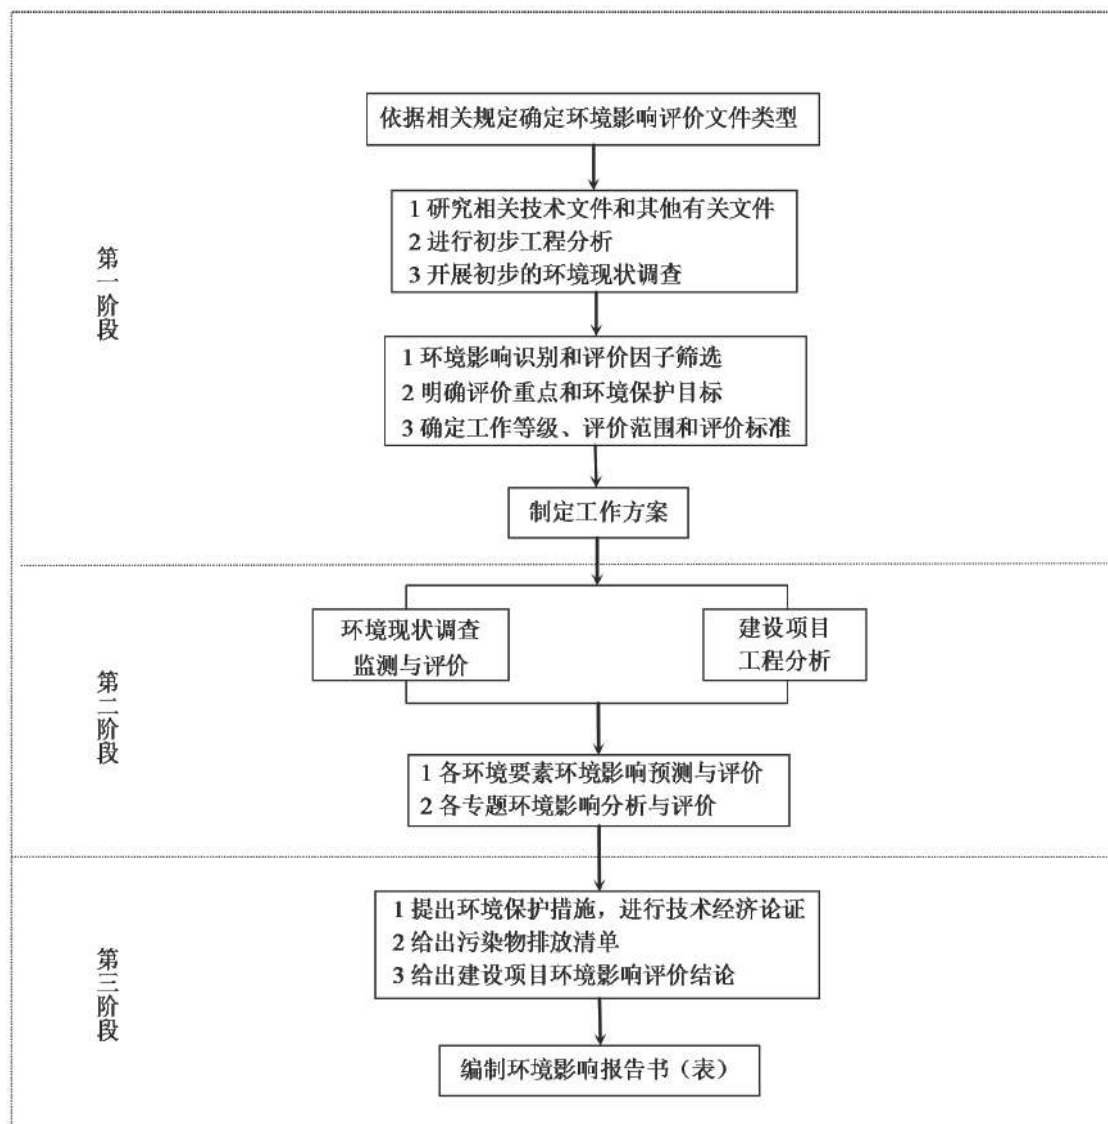 依据相关规定确定环境影响评价文件类型
1 研究相关技术文件和其他有关文件
2 进行初步工程分析
3 开展初步的环境现状调查
第一阶段
1 环境影响识别和评价因子筛选
2 明确评价重点和环境保护目标
3 确定工作等级、评价范围和评价标准
制定工作方案
环境现状调查
监测与评价
建设项目
工程分析
第二阶段
1 各环境要素环境影响预测与评价
2 各专题环境影响分析与评价
1 提出环境保护措施，进行技术经济论证
2 给出污染物排放清单
3 给出建设项目环境影响评价结论
第三阶段
编制环境影响报告书（表）